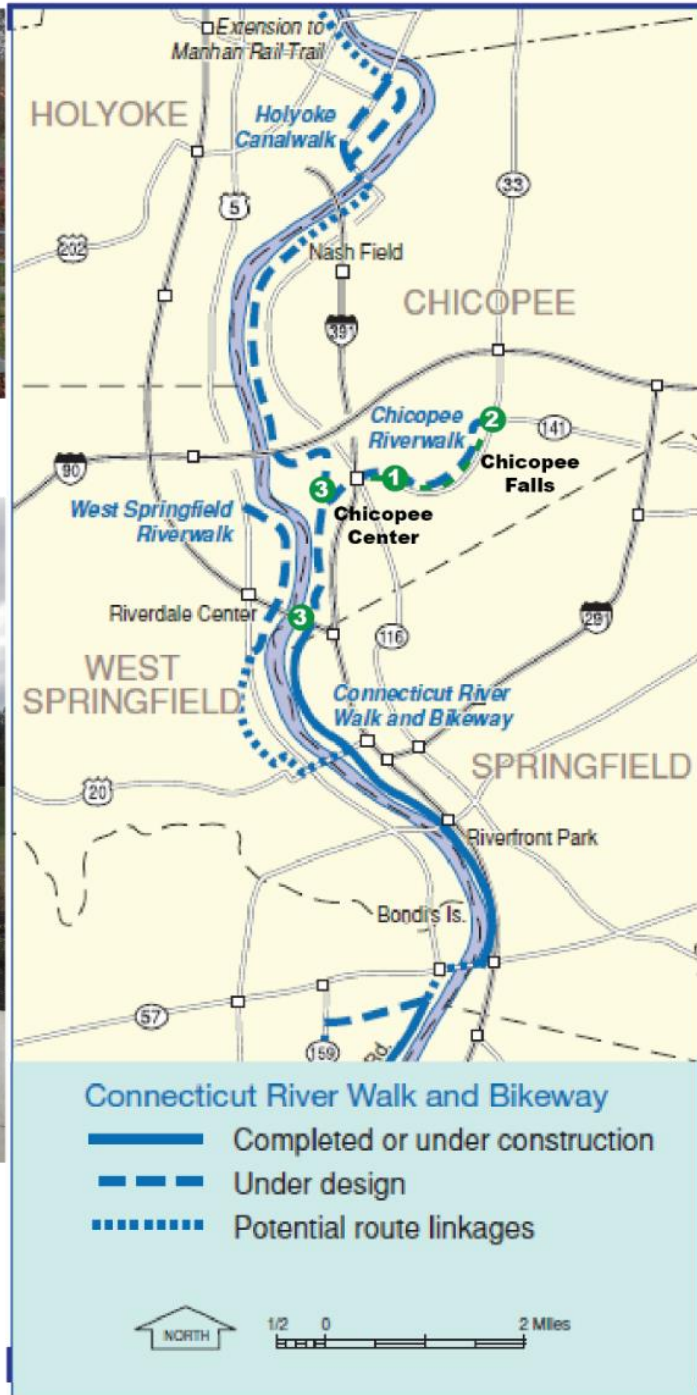 Extension to
Manhan Rail Trail
HOLYOKE
Holyoke
Canalwalk
33
5
202
Nash Field
CHICOPEE
391
Chicopee
Riverwalk
2
141
90
Chicopee
Falls
1
3
West Springfield
Riverwalk
Chicopee
Center
Riverdale Center
3
116
291
WEST
SPRINGFIELD
Connecticut River
Walk and Bikeway
SPRINGFIELD
20
Riverfront Park
Bondi's Is.
57
159
Rd.
Connecticut River Walk and Bikeway
Completed or under construction
Under design
Potential route linkages
NORTH
1/2 0 2 Miles